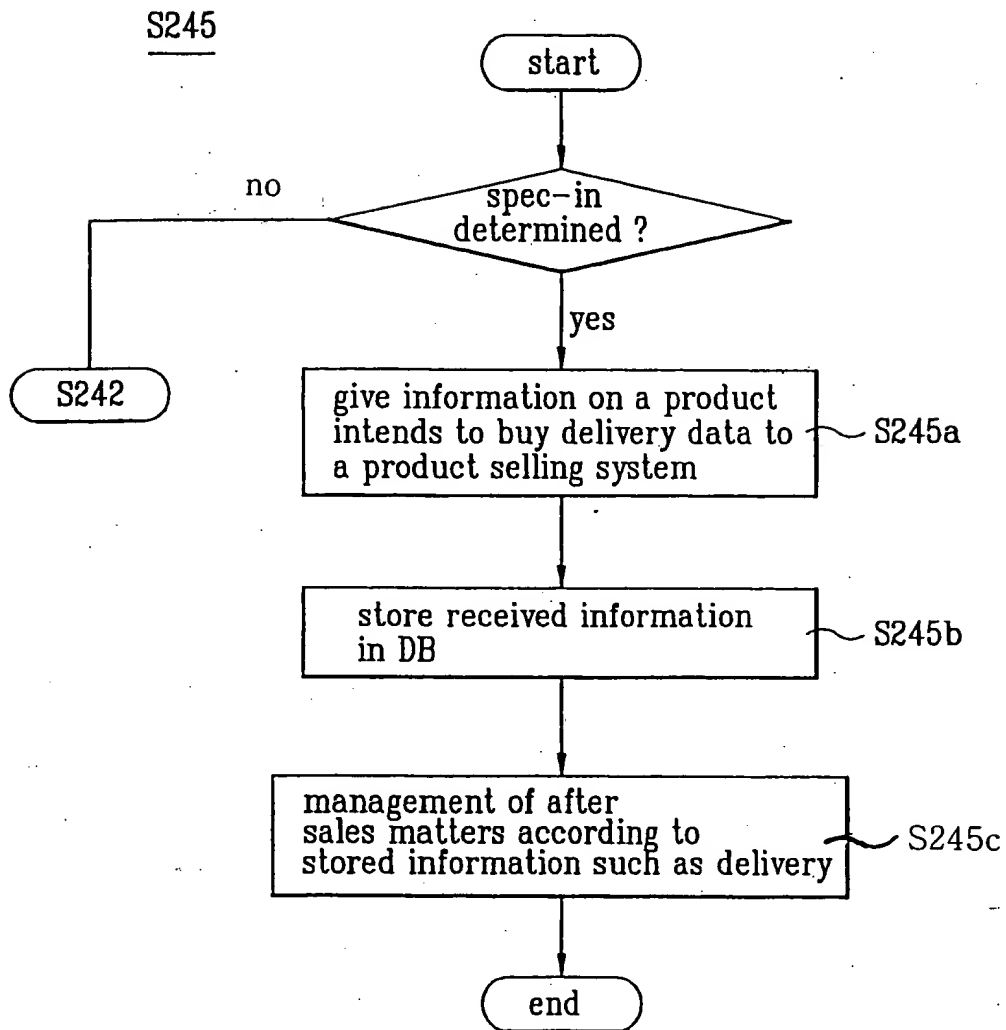 S245
start
spec-in
determined ?
no
yes
S242
give information on a product
intends to buy delivery data to
a product selling system
S245a
store received information
in DB
S245b
management of after
sales matters according to
stored information such as delivery
S245c
end